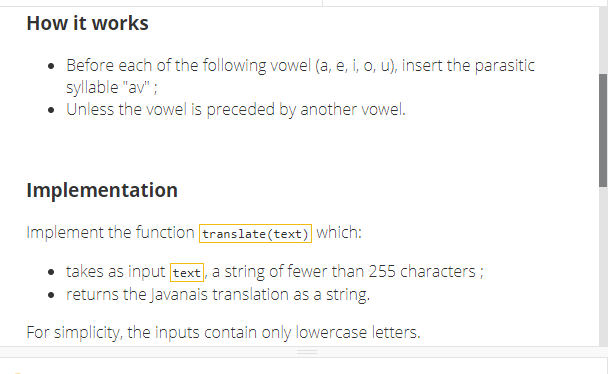 How it works
Before each of the following vowel (a, e, i, o, u), insert the parasitic
syllable "av" ;
Unless the vowel is preceded by another vowel.
Implementation
Implement the function translate(text) which:
takes as input text, a string of fewer than 255 characters ;
returns the Javanais translation as a string.
For simplicity, the inputs contain only lowercase letters.